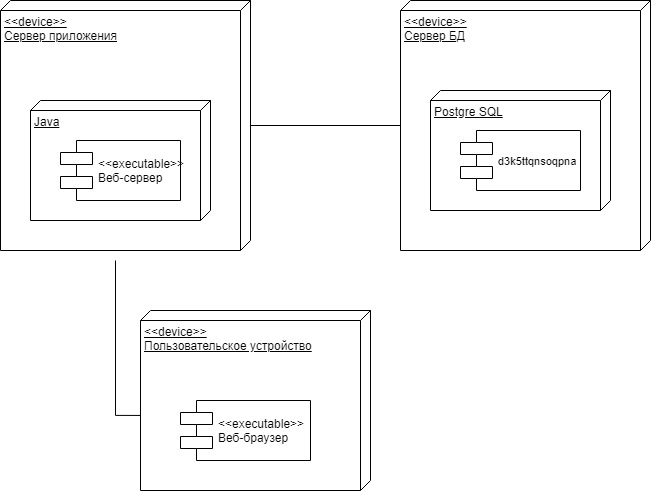 <<device>>
Сервер приложения
Java
<<executable>>
Веб-сервер
<<device>>
Сервер БД
Postgre SQL
d3k5ttqnsoqpna
<<device>>
Пользовательское устройство
<<executable>>
Веб-браузер